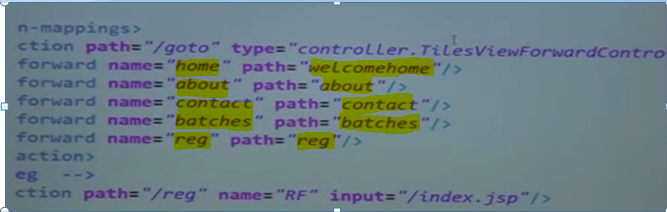 n-mappings>
ction path="/goto" type="controller.TilesViewForwardContro
forward name="home" path="welcomehome"/>
forward name="about" path="about"/>
forward name="contact" path="contact"/>
forward name="batches" path="batches"/>
forward name="reg" path="reg"/>
action>
eg -->
ction path="/reg" name="RF" input="/index.jsp"/>